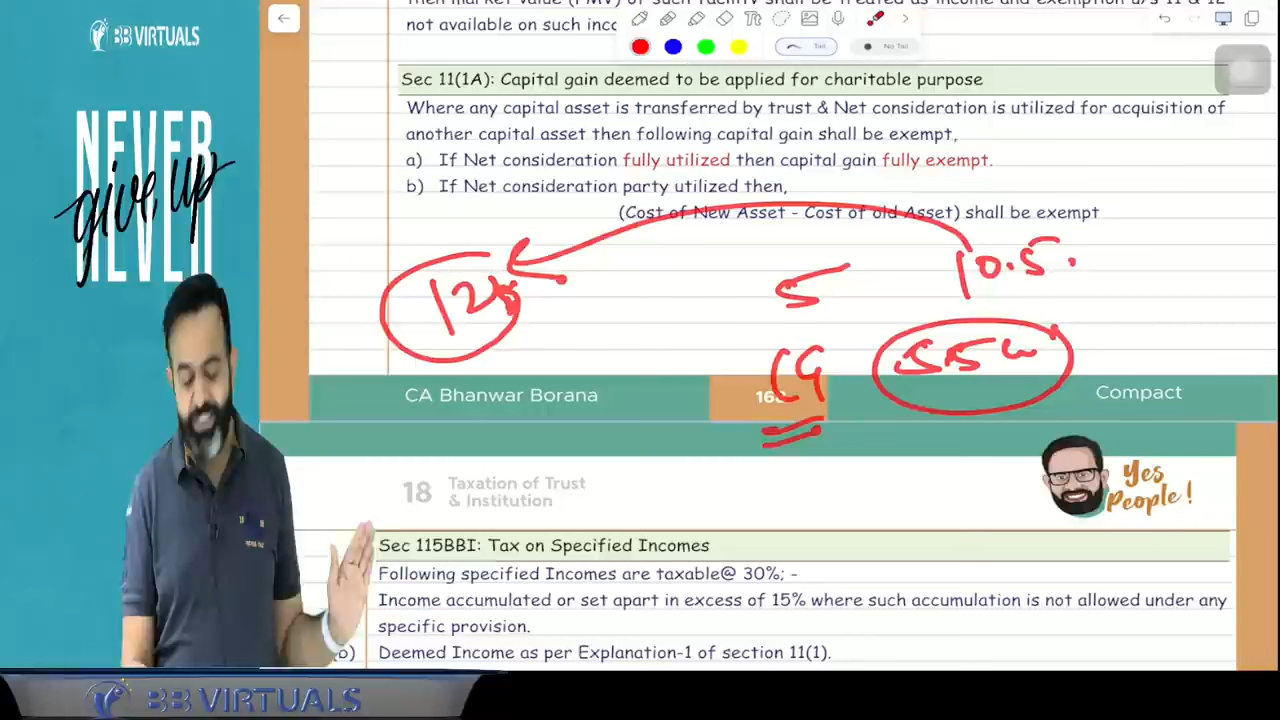 BB VIRTUALS
NEVER
give up
NEVER
not available on such inco
Tail
No Tail
Sec 11(1A): Capital gain deemed to be applied for charitable purpose
Where any capital asset is transferred by trust & Net consideration is utilized for acquisition of
another capital asset then following capital gain shall be exempt,
a) If Net consideration fully utilized then capital gain fully exempt.
b) If Net consideration party utilized then,
(Cost of New Asset - Cost of old Asset) shall be exempt
10.5.
5
CG
CA Bhanwar Borana
Compact
18 Taxation of Trust
& Institution
Yes
People!
Sec 115BBI: Tax on Specified Incomes
Following specified Incomes are taxable@ 30%; -
Income accumulated or set apart in excess of 15% where such accumulation is not allowed under any
specific provision.
b) Deemed Income as per Explanation-1 of section 11(1).
BB VIRTUALS